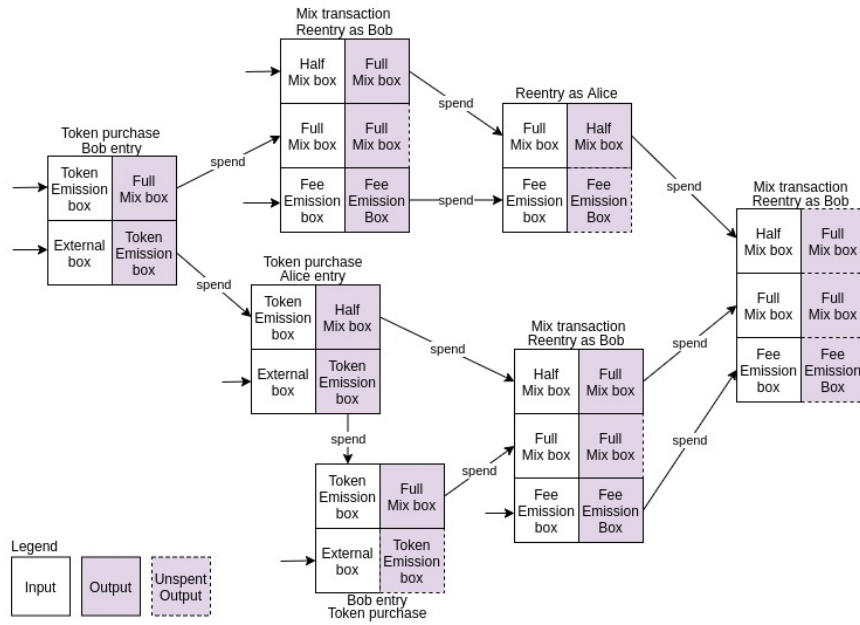 Mix transaction
Reentry as Bob
Half
Mix box
Full
Mix box
Full
Mix box
Full
Mix box
Fee
Emission
box
Fee
Emission
Box
spend
Reentry as Alice
Full
Mix box
Half
Mix box
Fee
Emission
box
Fee
Emission
Box
spend
spend
Token purchase
Bob entry
Token
Emission
box
Full
Mix box
External
box
Token
Emission
box
spend
spend
Token purchase
Alice entry
Token
Emission
box
Half
Mix box
External
box
Token
Emission
box
spend
spend
Mix transaction
Reentry as Bob
Half
Mix box
Full
Mix box
Full
Mix box
Full
Mix box
Fee
Emission
box
Fee
Emission
Box
spend
spend
Mix transaction
Reentry as Bob
Half
Mix box
Full
Mix box
Full
Mix box
Full
Mix box
Fee
Emission
box
Fee
Emission
Box
Token
Emission
box
Full
Mix box
External
box
Token
Emission
box
Bob entry
Token purchase
spend
Legend
Input
Output
Unspent
Output